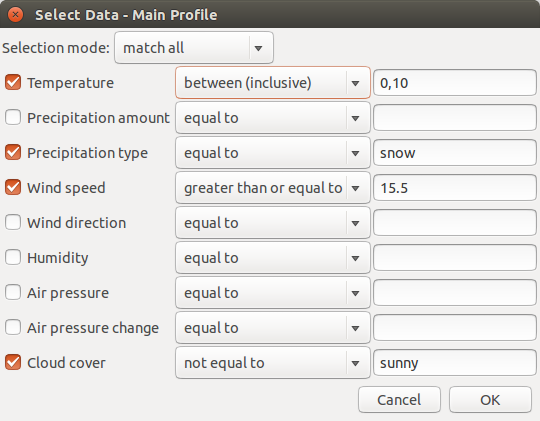 Select Data - Main Profile
Selection mode: match all
Temperature between (inclusive) 0,10
Precipitation amount equal to
Precipitation type equal to snow
Wind speed greater than or equal to 15.5
Wind direction equal to
Humidity equal to
Air pressure equal to
Air pressure change equal to
Cloud cover not equal to sunny
Cancel OK